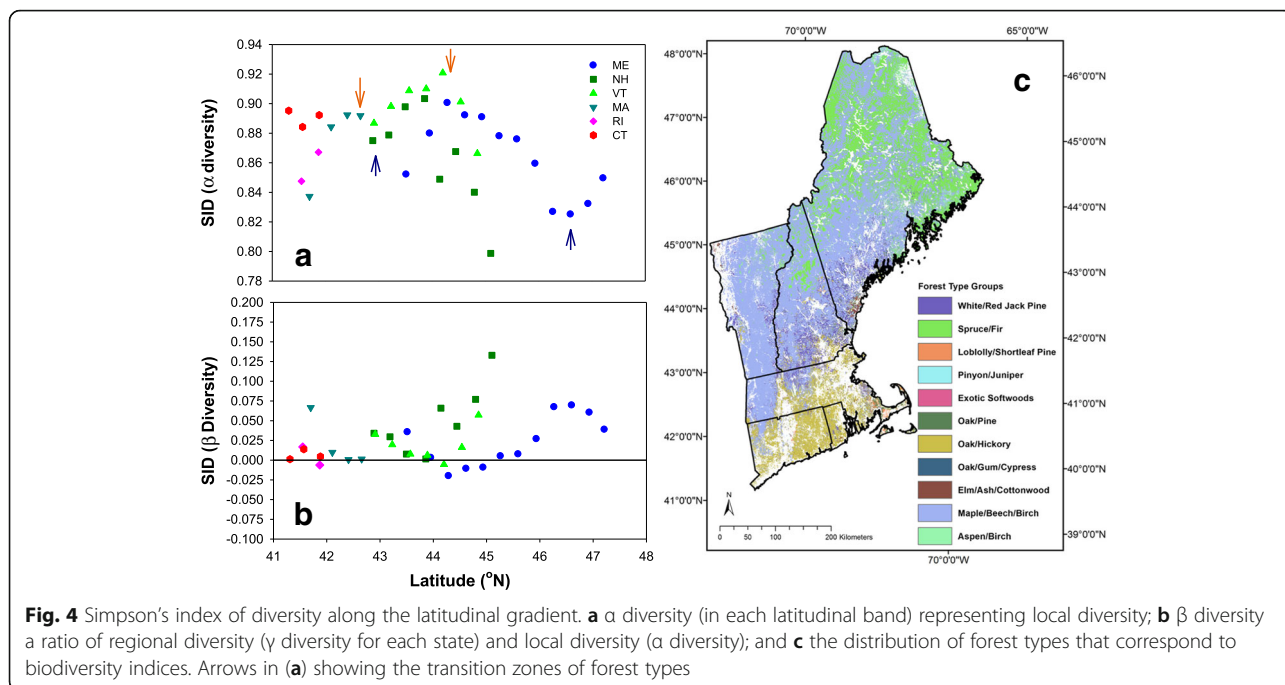 a
SID (α diversity)
0.94
0.92
0.90
0.88
0.86
0.84
0.82
0.80
0.78
ME
NH
VT
MA
RI
CT
b
SID (β Diversity)
0.200
0.175
0.150
0.125
0.100
0.075
0.050
0.025
0.000
-0.025
-0.050
-0.075
-0.100
41 42 43 44 45 46 47 48
Latitude (°N)
c
70°0'0"W 65°0'0"W
48°0'0"N
47°0'0"N
46°0'0"N
45°0'0"N
44°0'0"N
43°0'0"N
42°0'0"N
41°0'0"N
46°0'0"N
45°0'0"N
44°0'0"N
43°0'0"N
42°0'0"N
41°0'0"N
40°0'0"N
39°0'0"N
70°0'0"W
Forest Type Groups
White/Red Jack Pine
Spruce/Fir
Loblolly/Shortleaf Pine
Pinyon/Juniper
Exotic Softwoods
Oak/Pine
Oak/Hickory
Oak/Gum/Cypress
Elm/Ash/Cottonwood
Maple/Beech/Birch
Aspen/Birch
N
0 50 100 200 Kilometers
Fig. 4 Simpson's index of diversity along the latitudinal gradient. a α diversity (in each latitudinal band) representing local diversity; b β diversity
a ratio of regional diversity (γ diversity for each state) and local diversity (α diversity); and c the distribution of forest types that correspond to
biodiversity indices. Arrows in (a) showing the transition zones of forest types